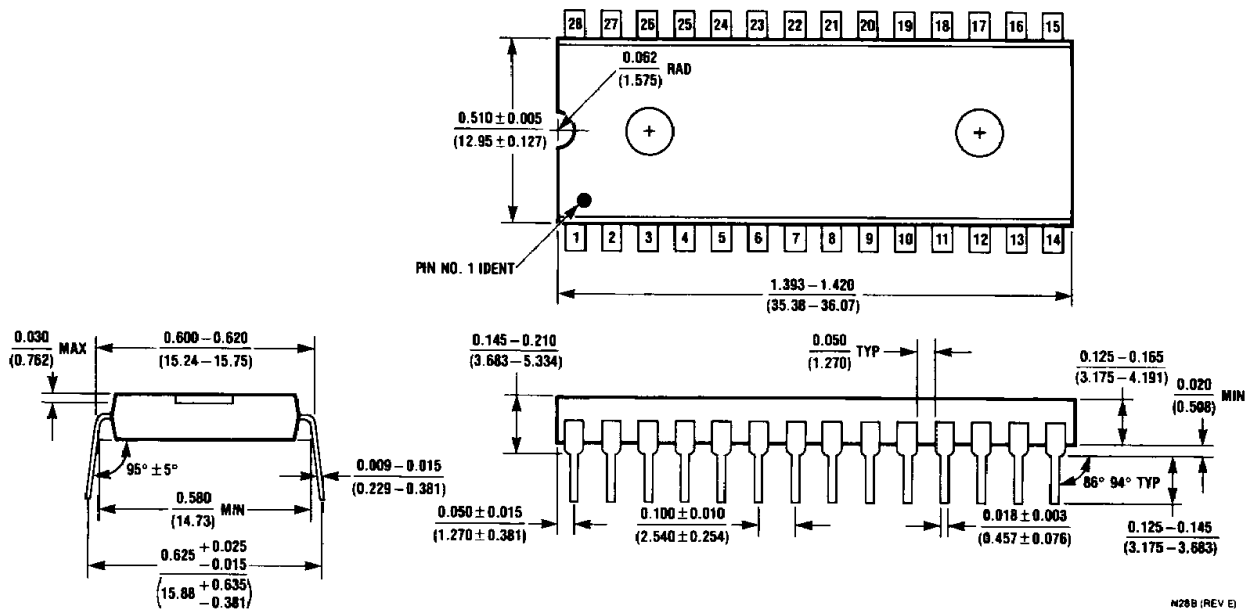 28 27 26 25 24 23 22 21 20 19 18 17 16 15
0.062
(1.575)
RAD
0.510 ± 0.005
(12.95 ± 0.127)
1 2 3 4 5 6 7 8 9 10 11 12 13 14
PIN NO. 1 IDENT
1.393 – 1.420
(35.38 – 36.07)
0.030
(0.762)
MAX
0.600 – 0.620
(15.24 – 15.75)
95° ± 5°
0.009 – 0.015
(0.229 – 0.381)
0.580
(14.73)
MIN
0.625 + 0.025
– 0.015
(15.88 + 0.635
– 0.381)
0.145 – 0.210
(3.683 – 5.334)
0.050
(1.270)
TYP
0.125 – 0.165
(3.175 – 4.191)
0.020
(0.508)
MIN
86° 94° TYP
0.050 ± 0.015
(1.270 ± 0.381)
0.100 ± 0.010
(2.540 ± 0.254)
0.018 ± 0.003
(0.457 ± 0.076)
0.125 – 0.145
(3.175 – 3.683)
N28B (REV E)